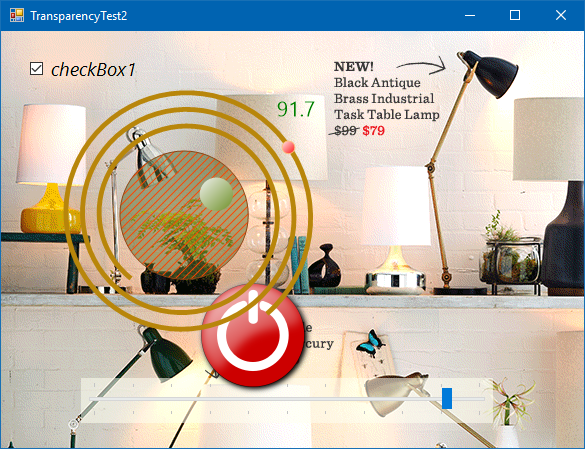 TransparencyTest2
checkBox1
NEW!
Black Antique
Brass Industrial
Task Table Lamp
$99 $79
91.7